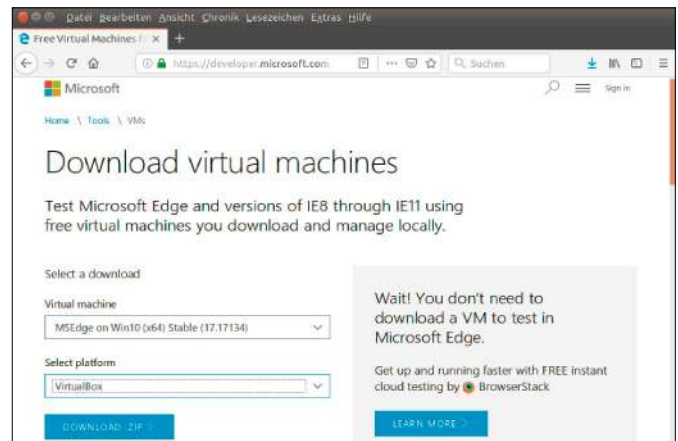 Datei Bearbeiten Ansicht Chronik Lesezeichen Extras Hilfe
Free Virtual Machines f
https://developer.microsoft.com
Suchen
Microsoft
Sign in
Home \ Tools \ VMs
Download virtual machines
Test Microsoft Edge and versions of IE8 through IE11 using
free virtual machines you download and manage locally.
Select a download
Virtual machine
MSEdge on Win10 (x64) Stable (17.17134)
Select platform
VirtualBox
DOWNLOAD .ZIP >
Wait! You don't need to
download a VM to test in
Microsoft Edge.
Get up and running faster with FREE instant
cloud testing by BrowserStack
LEARN MORE >